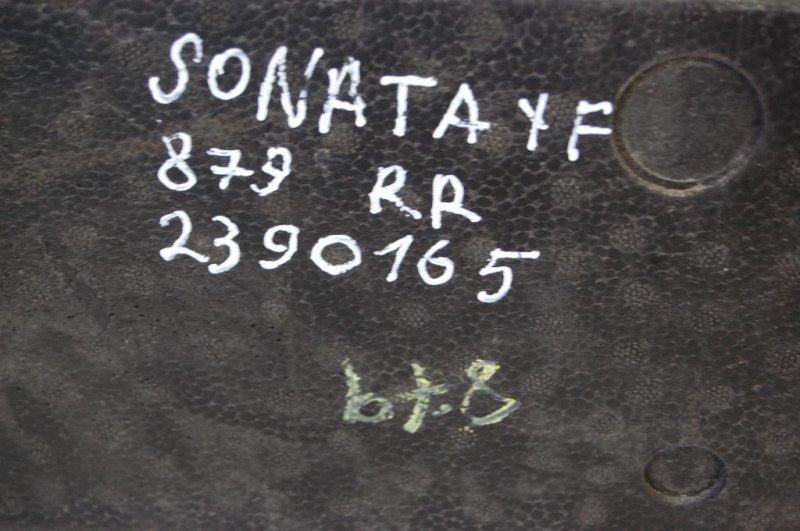 SONATA YF
879 RR
2390165